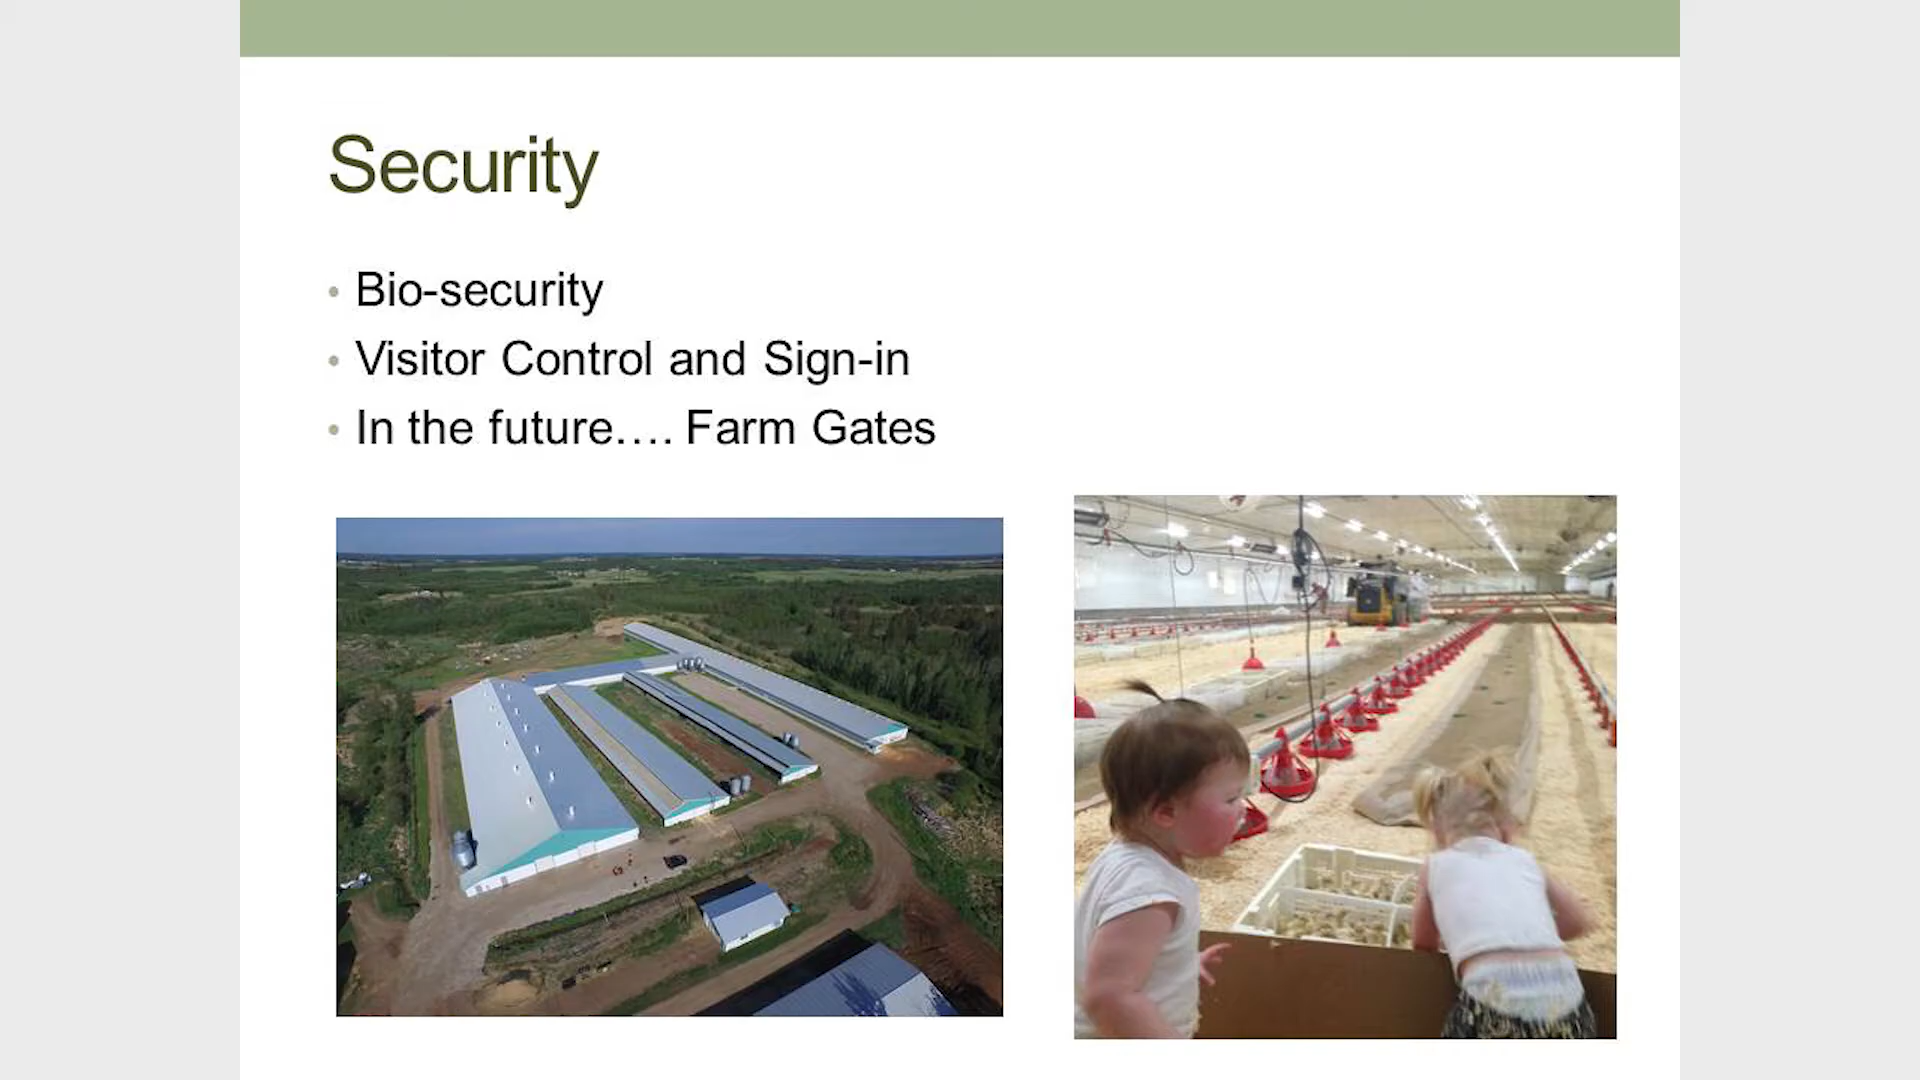 Security
• Bio-security
• Visitor Control and Sign-in
• In the future…. Farm Gates